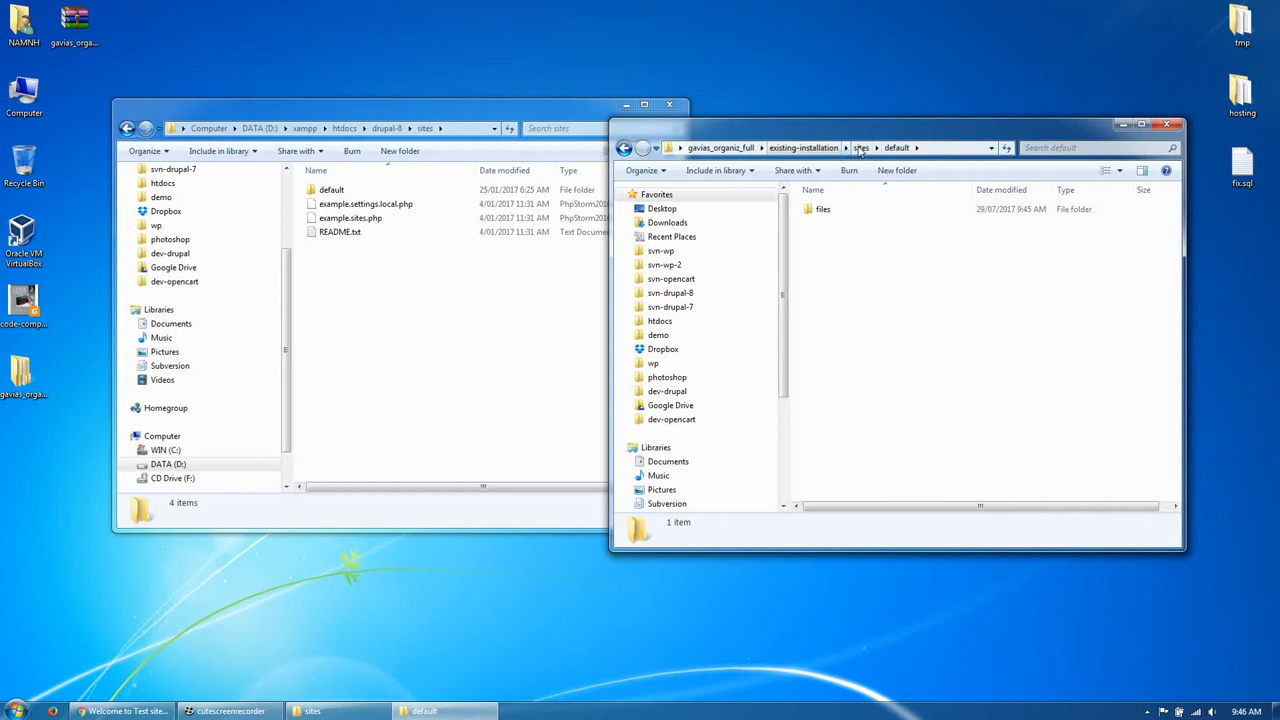 NAMNH
gavias_orga...
Computer
Recycle Bin
Oracle VM
VirtualBox
code-comp...
gavias_orga...
tmp
hosting
fix.sql
Computer
DATA (D:)
xampp
htdocs
drupal-8
sites
Search sites
Organize
Include in library
Share with
Burn
New folder
svn-drupal-7
htdocs
demo
Dropbox
wp
photoshop
dev-drupal
Google Drive
dev-opencart
Libraries
Documents
Music
Pictures
Subversion
Videos
Homegroup
Computer
WIN (C:)
DATA (D:)
CD Drive (F:)
Name Date modified Type
default 25/01/2017 6:25 AM File folder
example.settings.local.php 4/01/2017 11:31 AM PhpStorm201
example.sites.php 4/01/2017 11:31 AM PhpStorm201
README.txt 4/01/2017 11:31 AM Text Docume
4 items
gavias_organiz_full
existing-installation
sites
default
Search default
Organize
Include in library
Share with
Burn
New folder
Favorites
Desktop
Downloads
Recent Places
svn-wp
svn-wp-2
svn-opencart
svn-drupal-8
svn-drupal-7
htdocs
demo
Dropbox
wp
photoshop
dev-drupal
Google Drive
dev-opencart
Libraries
Documents
Music
Pictures
Subversion
Name Date modified Type Size
files 29/07/2017 9:45 AM File folder
1 item
Welcome to Test site...
cutescreenrecorder
sites
default
9:46 AM